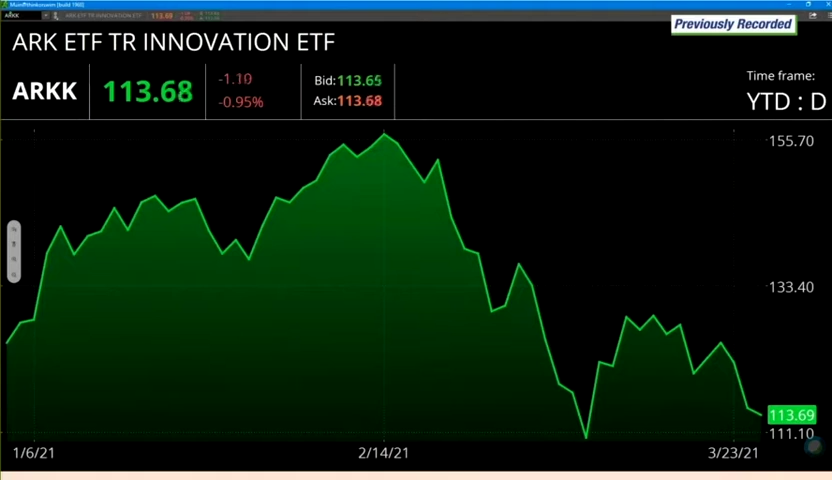 Previously Recorded
ARK ETF TR INNOVATION ETF
ARKK
113.68
-1.10
-0.95%
Bid:113.65
Ask:113.68
Time frame:
YTD : D
155.70
133.40
113.69
111.10
1/6/21
2/14/21
3/23/21